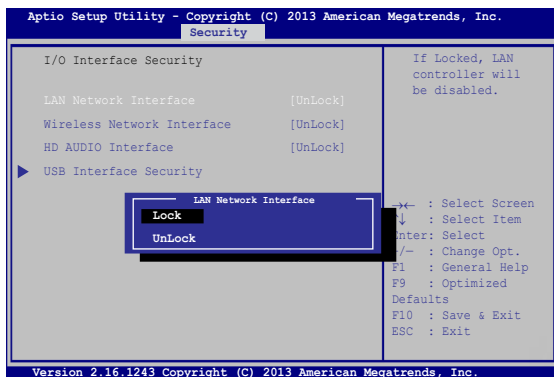 Aptio Setup Utility - Copyright (C) 2013 American Megatrends, Inc.
Security
I/O Interface Security
LAN Network Interface [UnLock]
Wireless Network Interface [UnLock]
HD AUDIO Interface [UnLock]
USB Interface Security
LAN Network Interface
Lock
UnLock
If Locked, LAN
controller will
be disabled.
→← : Select Screen
↑↓ : Select Item
Enter: Select
+/— : Change Opt.
F1 : General Help
F9 : Optimized
Defaults
F10 : Save & Exit
ESC : Exit
Version 2.16.1243 Copyright (C) 2013 American Megatrends, Inc.